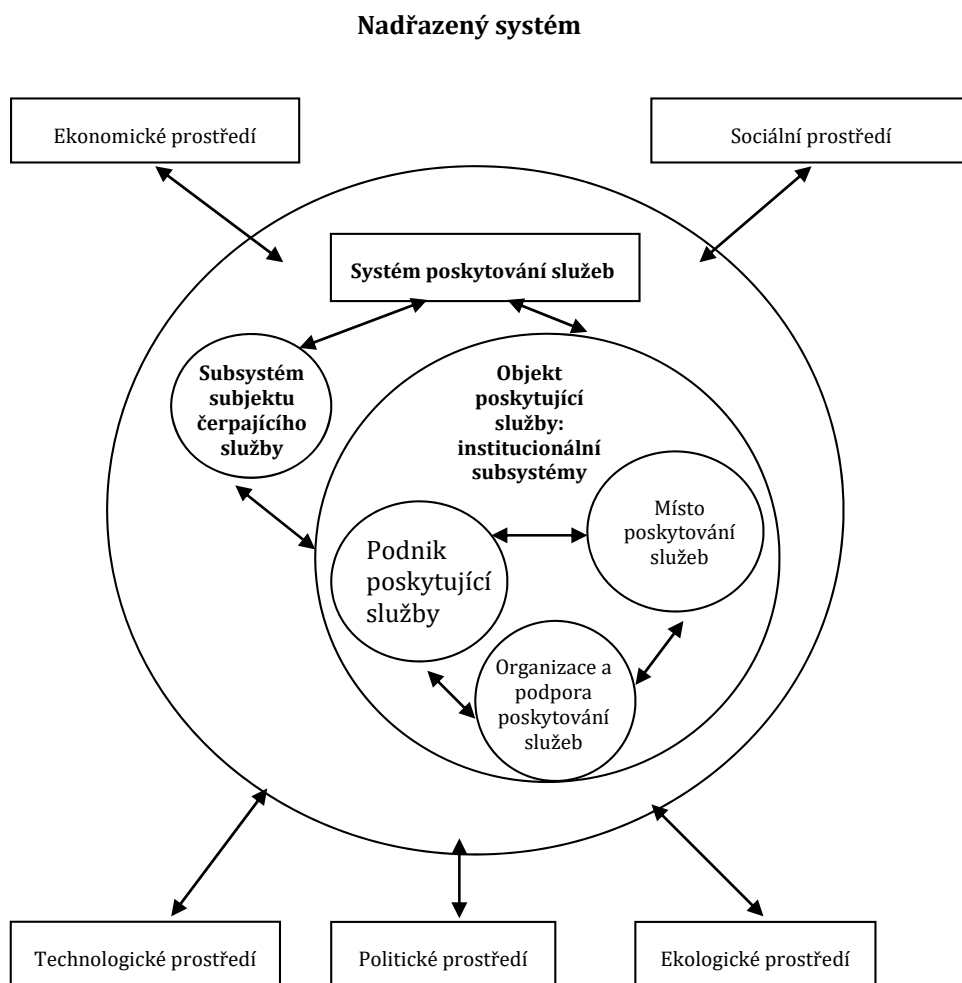 Nadřazený systém
Ekonomické prostředí
Sociální prostředí
Systém poskytování služeb
Subsystém
subjektu
čerpajícího
služby
Objekt
poskytující
služby:
institucionální
subsystémy
Místo
poskytování
služeb
Podnik
poskytující
služby
Organizace a
podpora
poskytování
služeb
Technologické prostředí
Politické prostředí
Ekologické prostředí